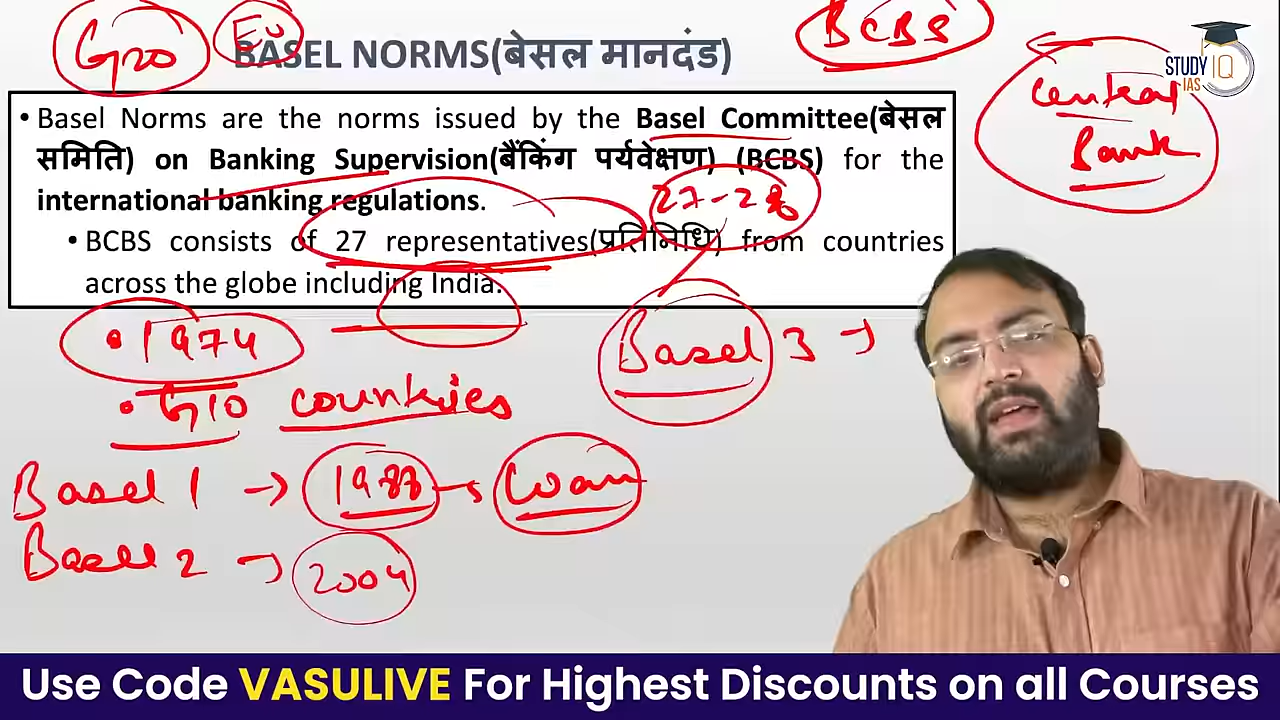 G20 EU BCBS
BASEL NORMS(बेसल मानदंड)
STUDY IQ
IAS
central
Bank
• Basel Norms are the norms issued by the Basel Committee(बेसल
समिति) on Banking Supervision(बैंकिंग पर्यवेक्षण) (BCBS) for the
international banking regulations.
27-28
• BCBS consists of 27 representatives(प्रतिनिधि) from countries
across the globe including India.
• 1974
Basel 3 →
• G10 countries
Basel 1 → 1988 →
Basel 2 → 2004
Use Code VASULIVE For Highest Discounts on all Courses